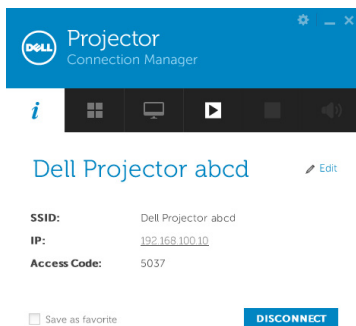 DELL
Projector
Connection Manager
i
Dell Projector abcd
Edit
SSID: Dell Projector abcd
IP: 192.168.100.10
Access Code: 5037
Save as favorite
DISCONNECT